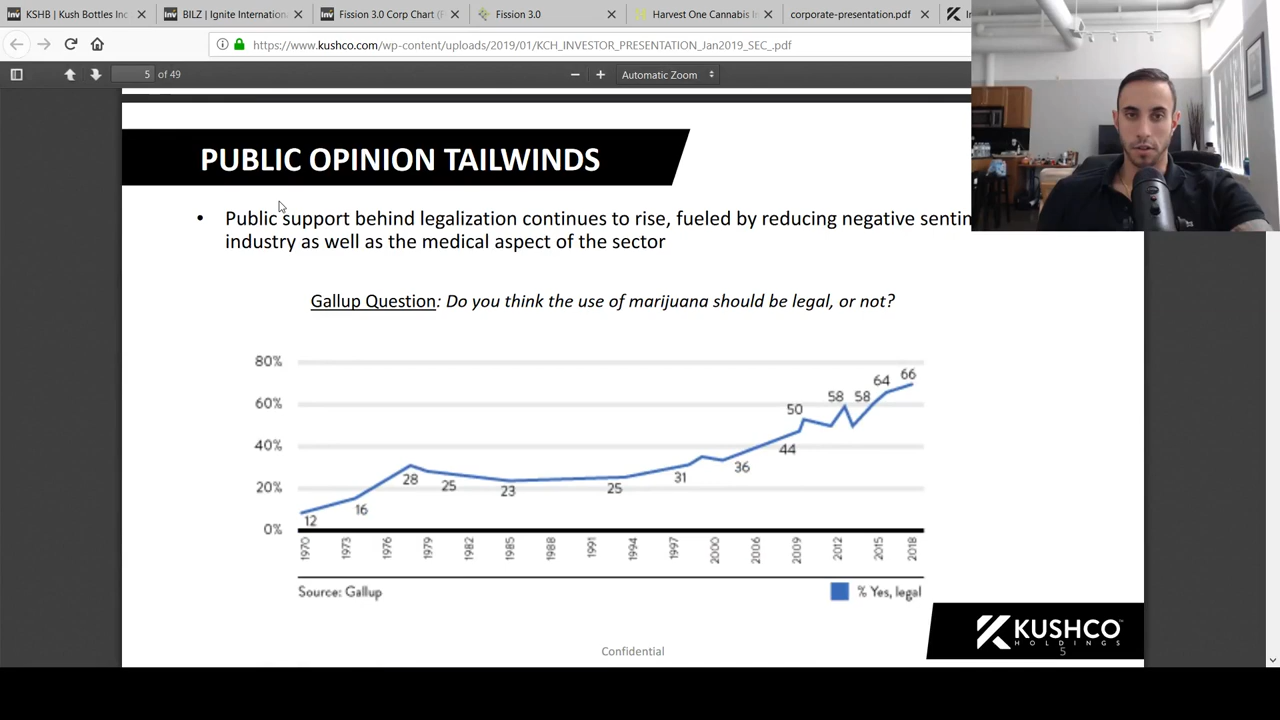 KSHB | Kush Bottles Inc
BILZ | Ignite Internation
Fission 3.0 Corp Chart (F
Fission 3.0
Harvest One Cannabis I
corporate-presentation.pdf
https://www.kushco.com/wp-content/uploads/2019/01/KCH_INVESTOR_PRESENTATION_Jan2019_SEC_.pdf
5 of 49
Automatic Zoom
PUBLIC OPINION TAILWINDS
• Public support behind legalization continues to rise, fueled by reducing negative
industry as well as the medical aspect of the sector
Gallup Question: Do you think the use of marijuana should be legal, or not?
80%
60%
40%
20%
0%
12
16
28
25
23
25
31
36
44
50
58
58
64
66
1970
1973
1976
1979
1982
1985
1988
1991
1994
1997
2000
2006
2009
2012
2015
2018
Source: Gallup
% Yes, legal
KUSHCO™
HOLDINGS
5
Confidential